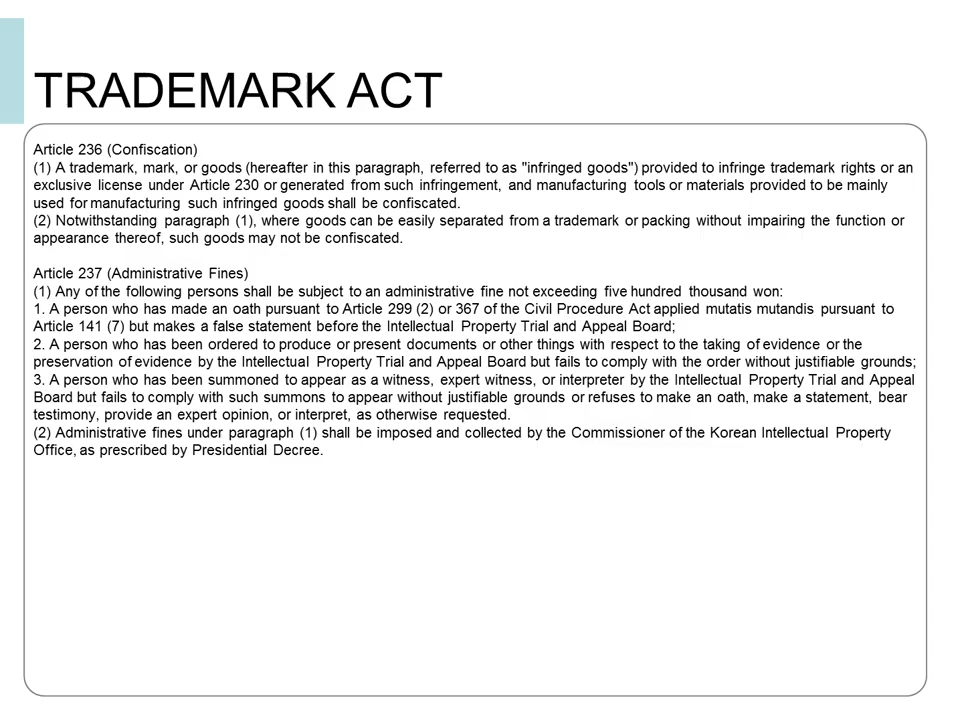 TRADEMARK ACT
Article 236 (Confiscation)
(1) A trademark, mark, or goods (hereafter in this paragraph, referred to as "infringed goods") provided to infringe trademark rights or an
exclusive license under Article 230 or generated from such infringement, and manufacturing tools or materials provided to be mainly
used for manufacturing such infringed goods shall be confiscated.
(2) Notwithstanding paragraph (1), where goods can be easily separated from a trademark or packing without impairing the function or
appearance thereof, such goods may not be confiscated.
Article 237 (Administrative Fines)
(1) Any of the following persons shall be subject to an administrative fine not exceeding five hundred thousand won:
1. A person who has made an oath pursuant to Article 299 (2) or 367 of the Civil Procedure Act applied mutatis mutandis pursuant to
Article 141 (7) but makes a false statement before the Intellectual Property Trial and Appeal Board;
2. A person who has been ordered to produce or present documents or other things with respect to the taking of evidence or the
preservation of evidence by the Intellectual Property Trial and Appeal Board but fails to comply with the order without justifiable grounds;
3. A person who has been summoned to appear as a witness, expert witness, or interpreter by the Intellectual Property Trial and Appeal
Board but fails to comply with such summons to appear without justifiable grounds or refuses to make an oath, make a statement, bear
testimony, provide an expert opinion, or interpret, as otherwise requested.
(2) Administrative fines under paragraph (1) shall be imposed and collected by the Commissioner of the Korean Intellectual Property
Office, as prescribed by Presidential Decree.